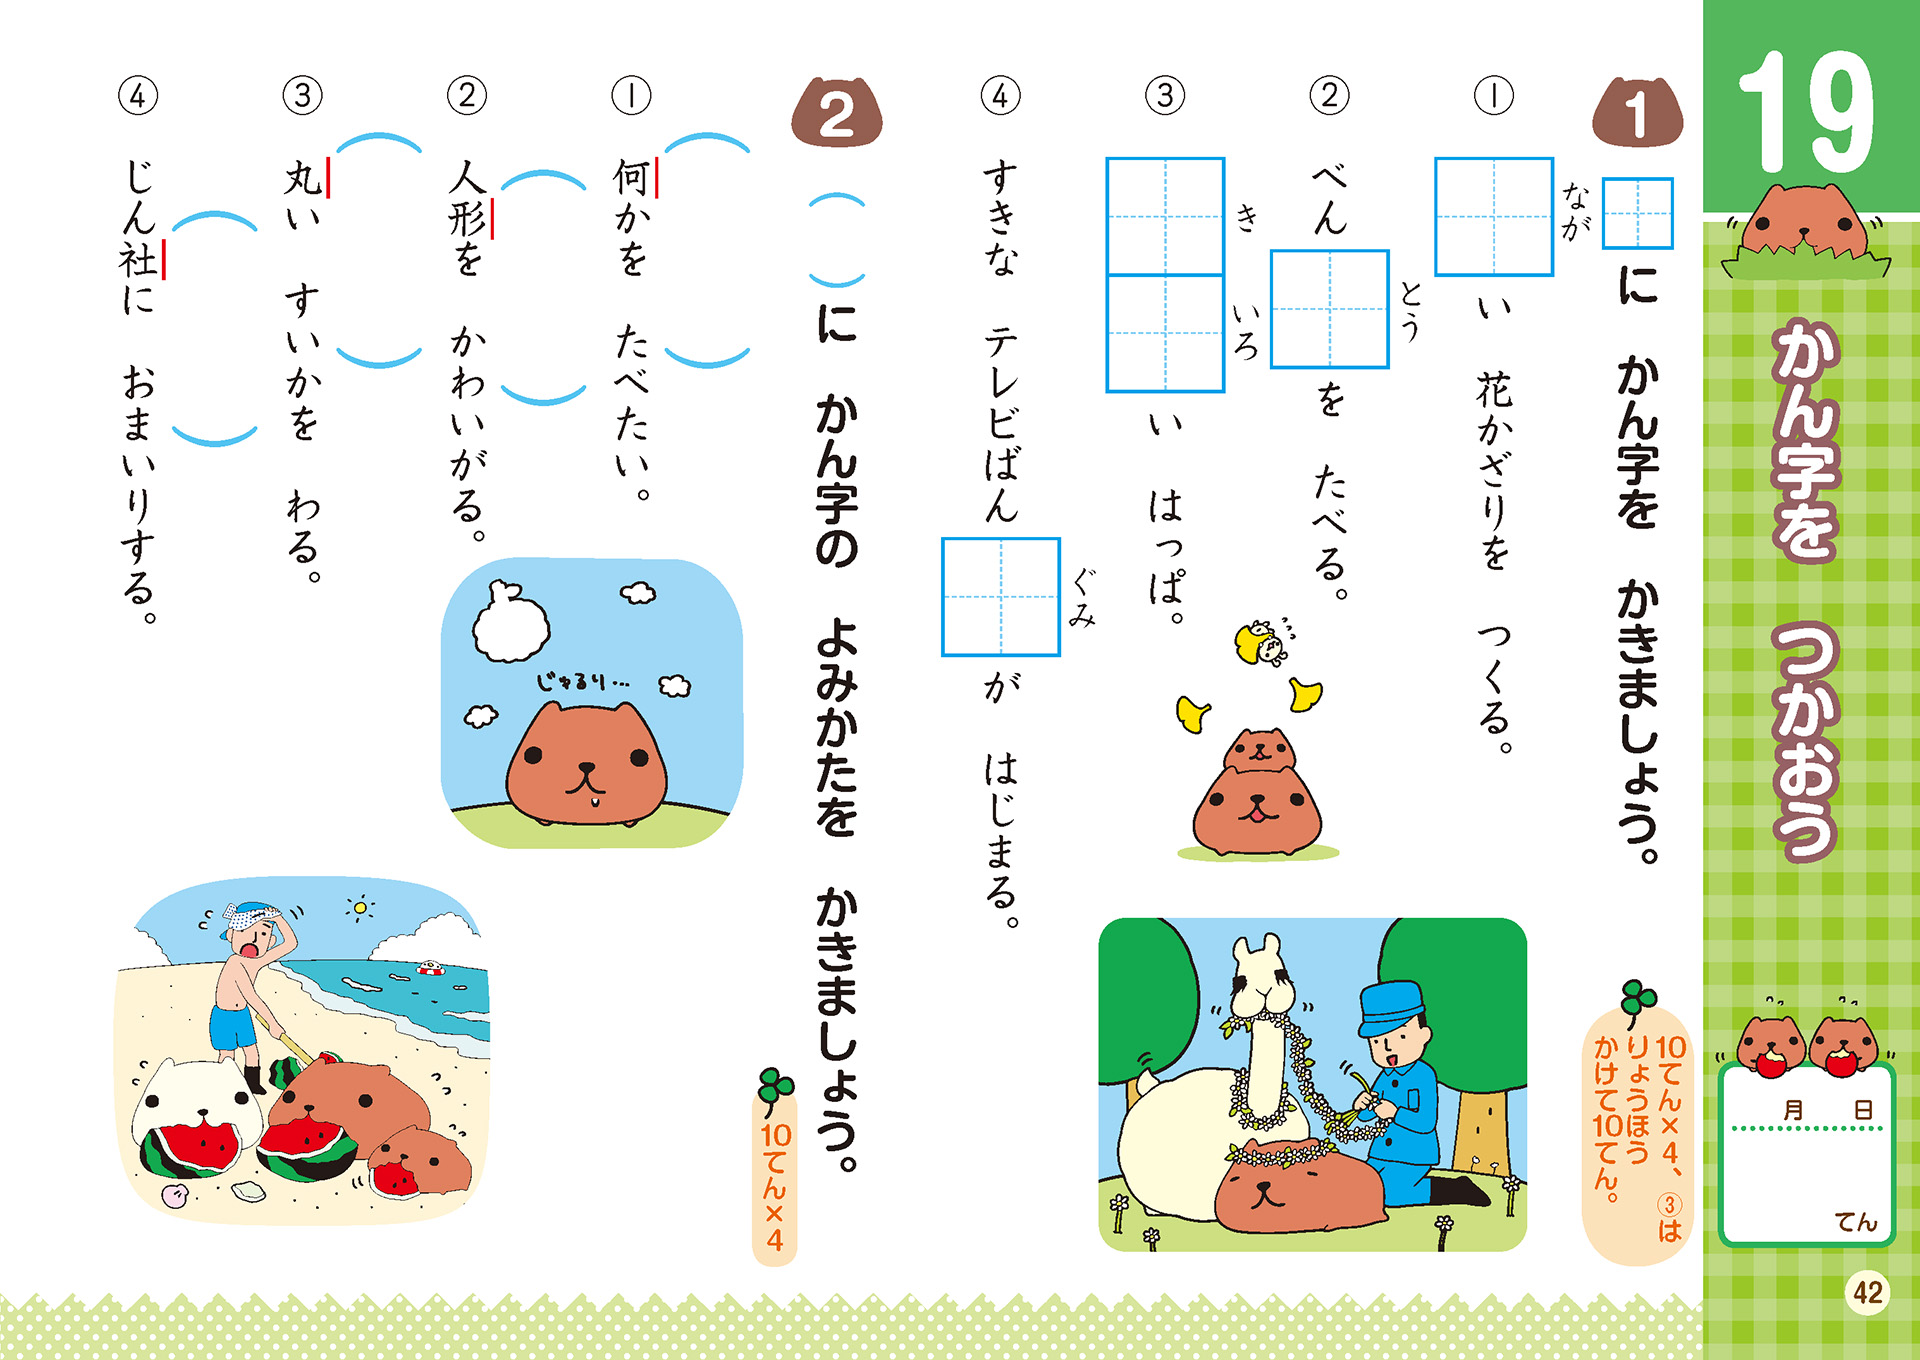 19
かん字を つかおう
月 日
てん
42
1
□に かん字を かきましょう。
10てん×4、③は
りょうほう
かけて10てん。
①
なが
い 花かざりを つくる。
②
べん
とう
を たべる。
③
き いろ
い はっぱ。
④
すきな テレビばん
ぐみ
が はじまる。
2
( )に かん字の よみかたを かきましょう。
10てん×4
①
何かを たべたい。
②
人形を かわいがる。
③
丸い すいかを わる。
④
じん社に おまいりする。
じゅるり…